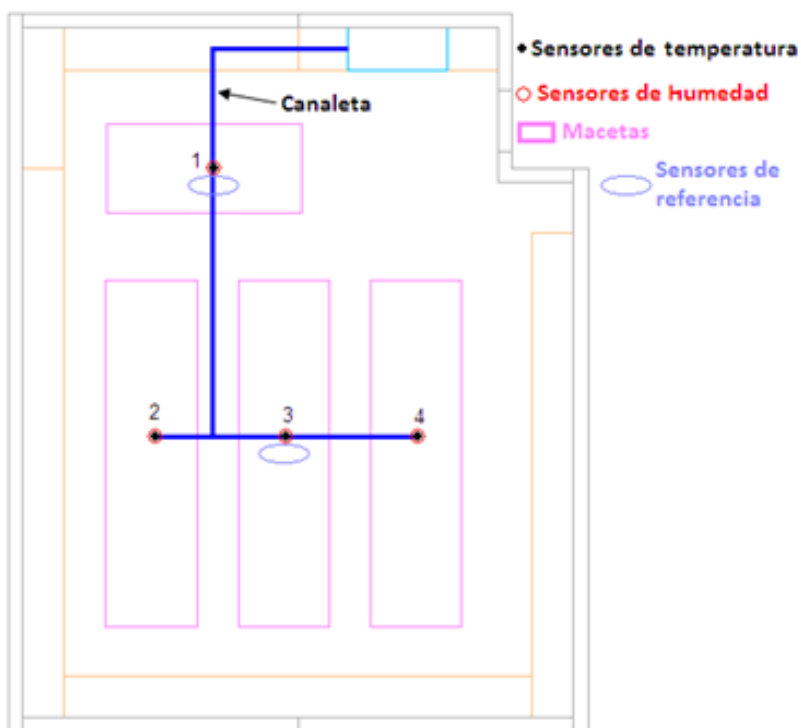 Sensores de temperatura
Sensores de Humedad
Canaleta
Macetas
1
Sensores de
referencia
2
3
4